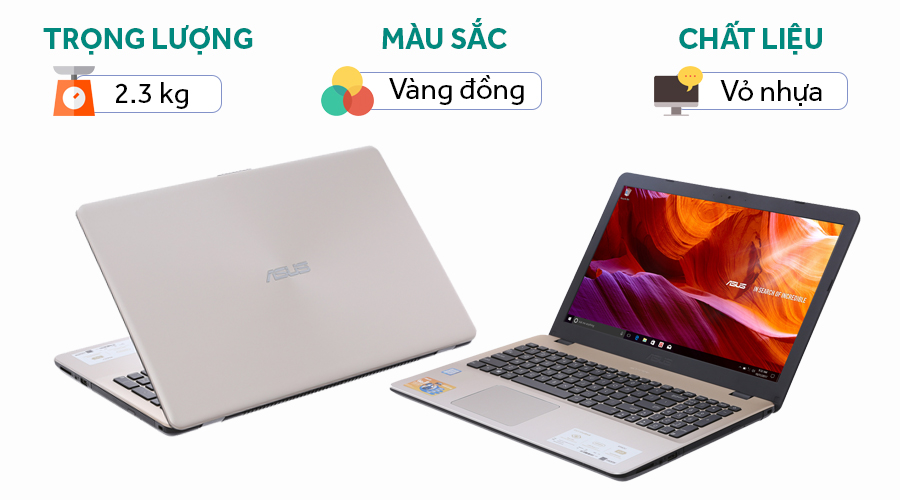 TRỌNG LƯỢNG
MÀU SẮC
CHẤT LIỆU
2.3 kg
Vàng đồng
Vỏ nhựa
ASUS
ASUS IN SEARCH OF INCREDIBLE